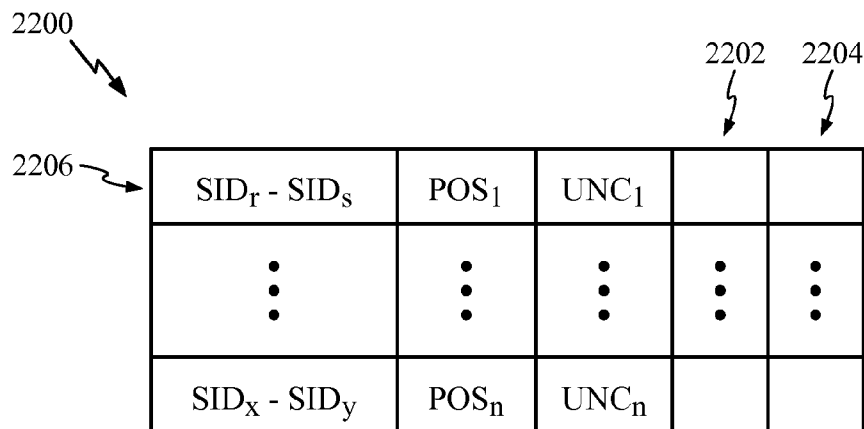 2200
2202 2204
2206
SIDr - SIDs POS1 UNC1
SIDx - SIDy POSn UNCn